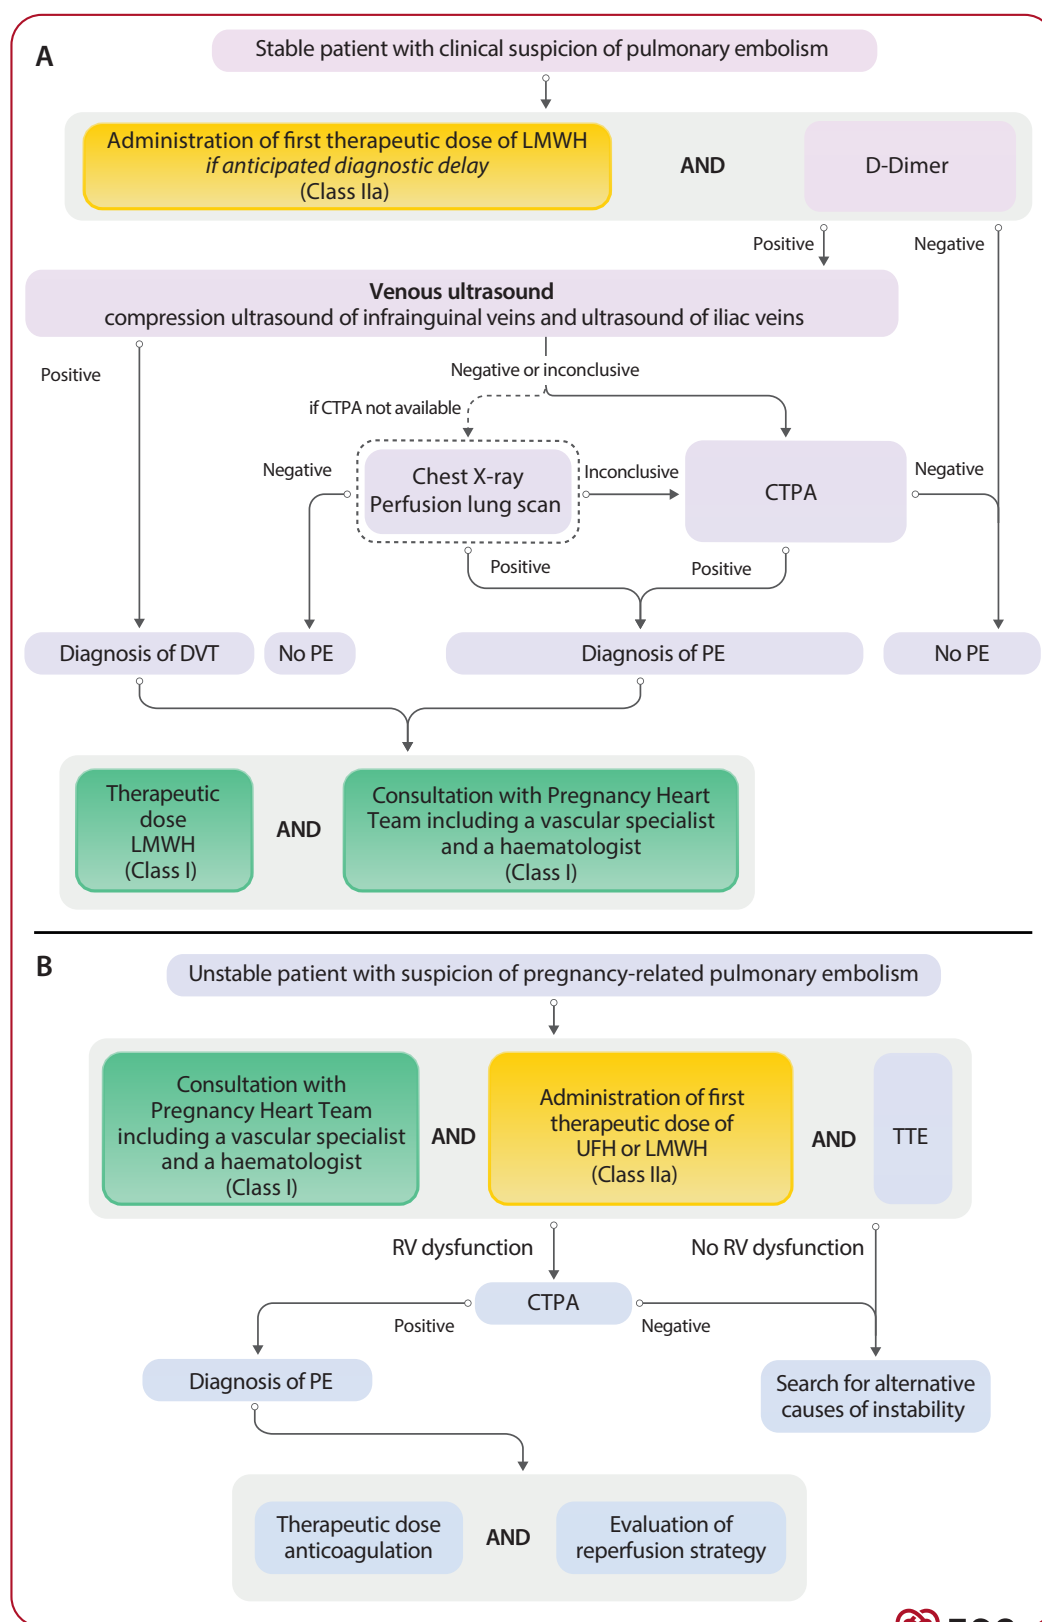 A
Stable patient with clinical suspicion of pulmonary embolism
Administration of first therapeutic dose of LMWH
if anticipated diagnostic delay
(Class IIa)
AND
D-Dimer
Positive
Negative
Venous ultrasound
compression ultrasound of infrainguinal veins and ultrasound of iliac veins
Positive
Negative or inconclusive
if CTPA not available
Negative
Chest X-ray
Perfusion lung scan
Inconclusive
CTPA
Negative
Positive
Positive
Diagnosis of DVT
No PE
Diagnosis of PE
No PE
Therapeutic
dose
LMWH
(Class I)
AND
Consultation with Pregnancy Heart
Team including a vascular specialist
and a haematologist
(Class I)
B
Unstable patient with suspicion of pregnancy-related pulmonary embolism
Consultation with
Pregnancy Heart Team
including a vascular specialist
and a haematologist
(Class I)
AND
Administration of first
therapeutic dose of
UFH or LMWH
(Class IIa)
AND
TTE
RV dysfunction
No RV dysfunction
CTPA
Positive
Negative
Diagnosis of PE
Search for alternative
causes of instability
Therapeutic dose
anticoagulation
AND
Evaluation of
reperfusion strategy